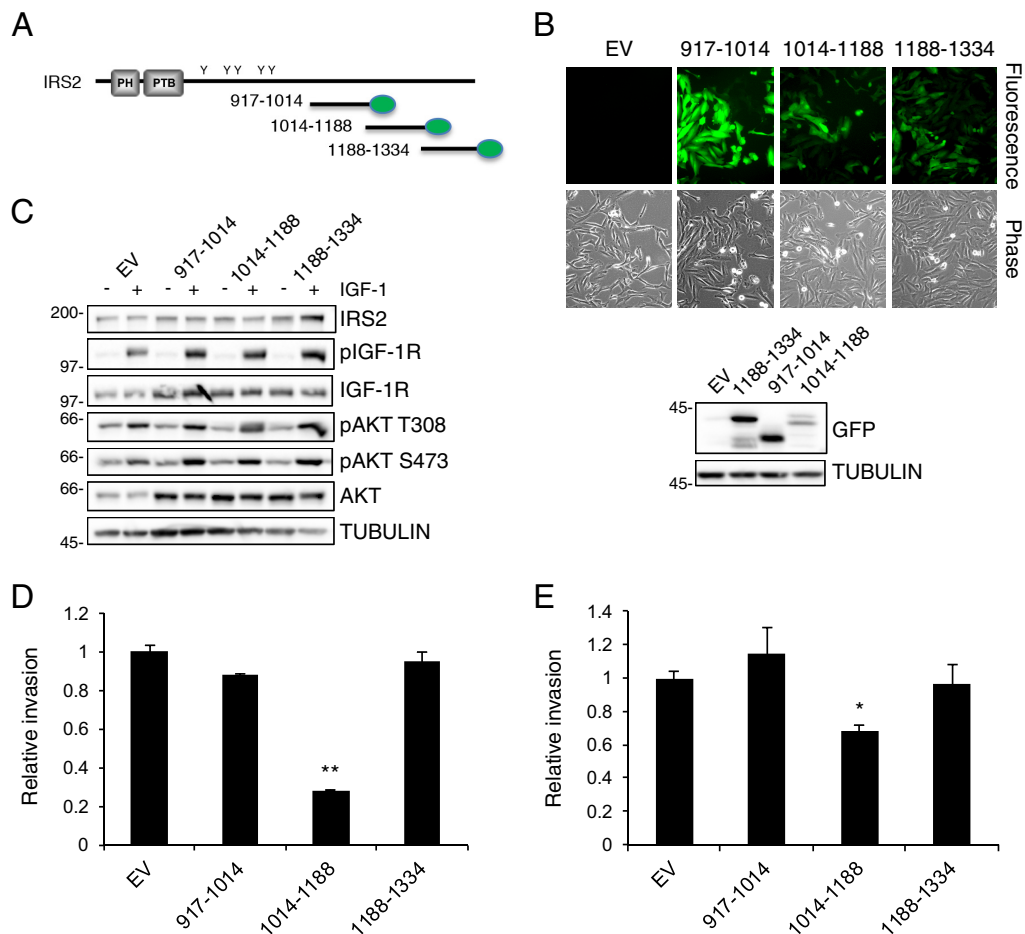 A
IRS2
PH
PTB
Y
Y Y
Y Y
917-1014
1014-1188
1188-1334
B
EV 917-1014 1014-1188 1188-1334
Fluorescence
Phase
EV 1188-1334 917-1014 1014-1188
45-
GFP
TUBULIN
45-
C
EV 917-1014 1014-1188 1188-1334
- + - + - + - + IGF-1
200- IRS2
97- pIGF-1R
97- IGF-1R
66- pAKT T308
66- pAKT S473
66- AKT
45- TUBULIN
D
Relative invasion
1.2
1
0.8
0.6
0.4
0.2
0
**
EV 917-1014 1014-1188 1188-1334
E
Relative invasion
1.4
1.2
1
0.8
0.6
0.4
0.2
0
*
EV 917-1014 1014-1188 1188-1334